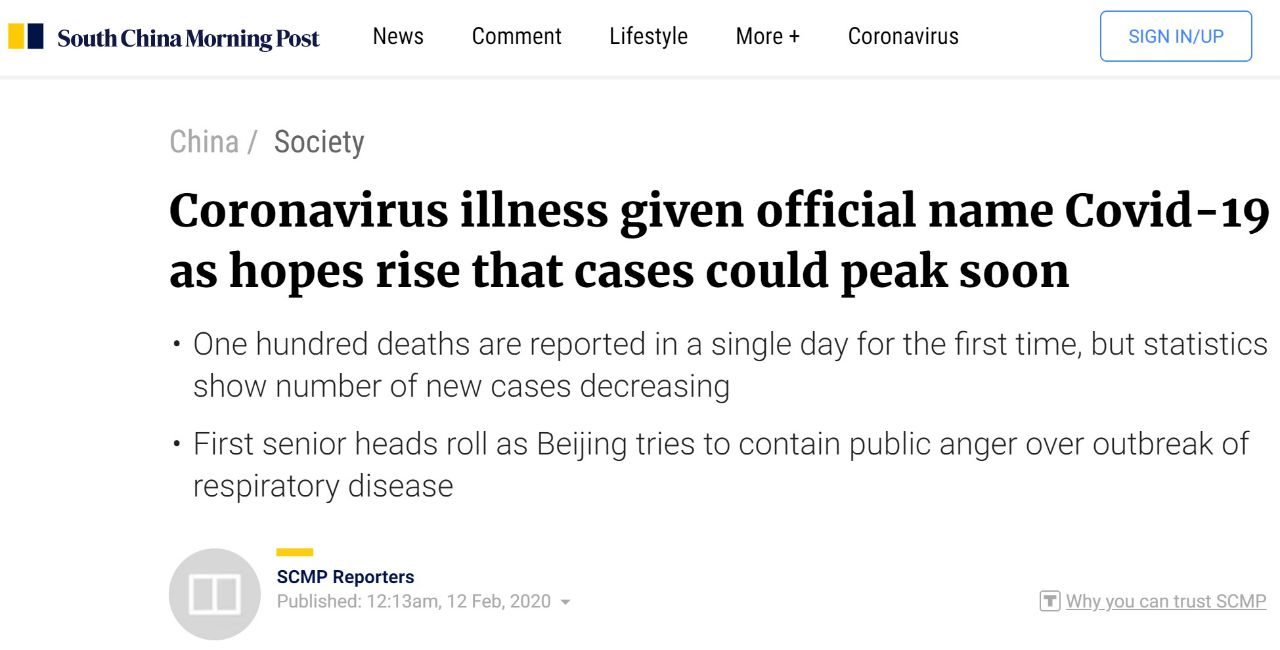 South China Morning Post
News Comment Lifestyle More + Coronavirus
SIGN IN/UP
China / Society
Coronavirus illness given official name Covid-19
as hopes rise that cases could peak soon
• One hundred deaths are reported in a single day for the first time, but statistics
show number of new cases decreasing
• First senior heads roll as Beijing tries to contain public anger over outbreak of
respiratory disease
SCMP Reporters
Published: 12:13am, 12 Feb, 2020
T Why you can trust SCMP